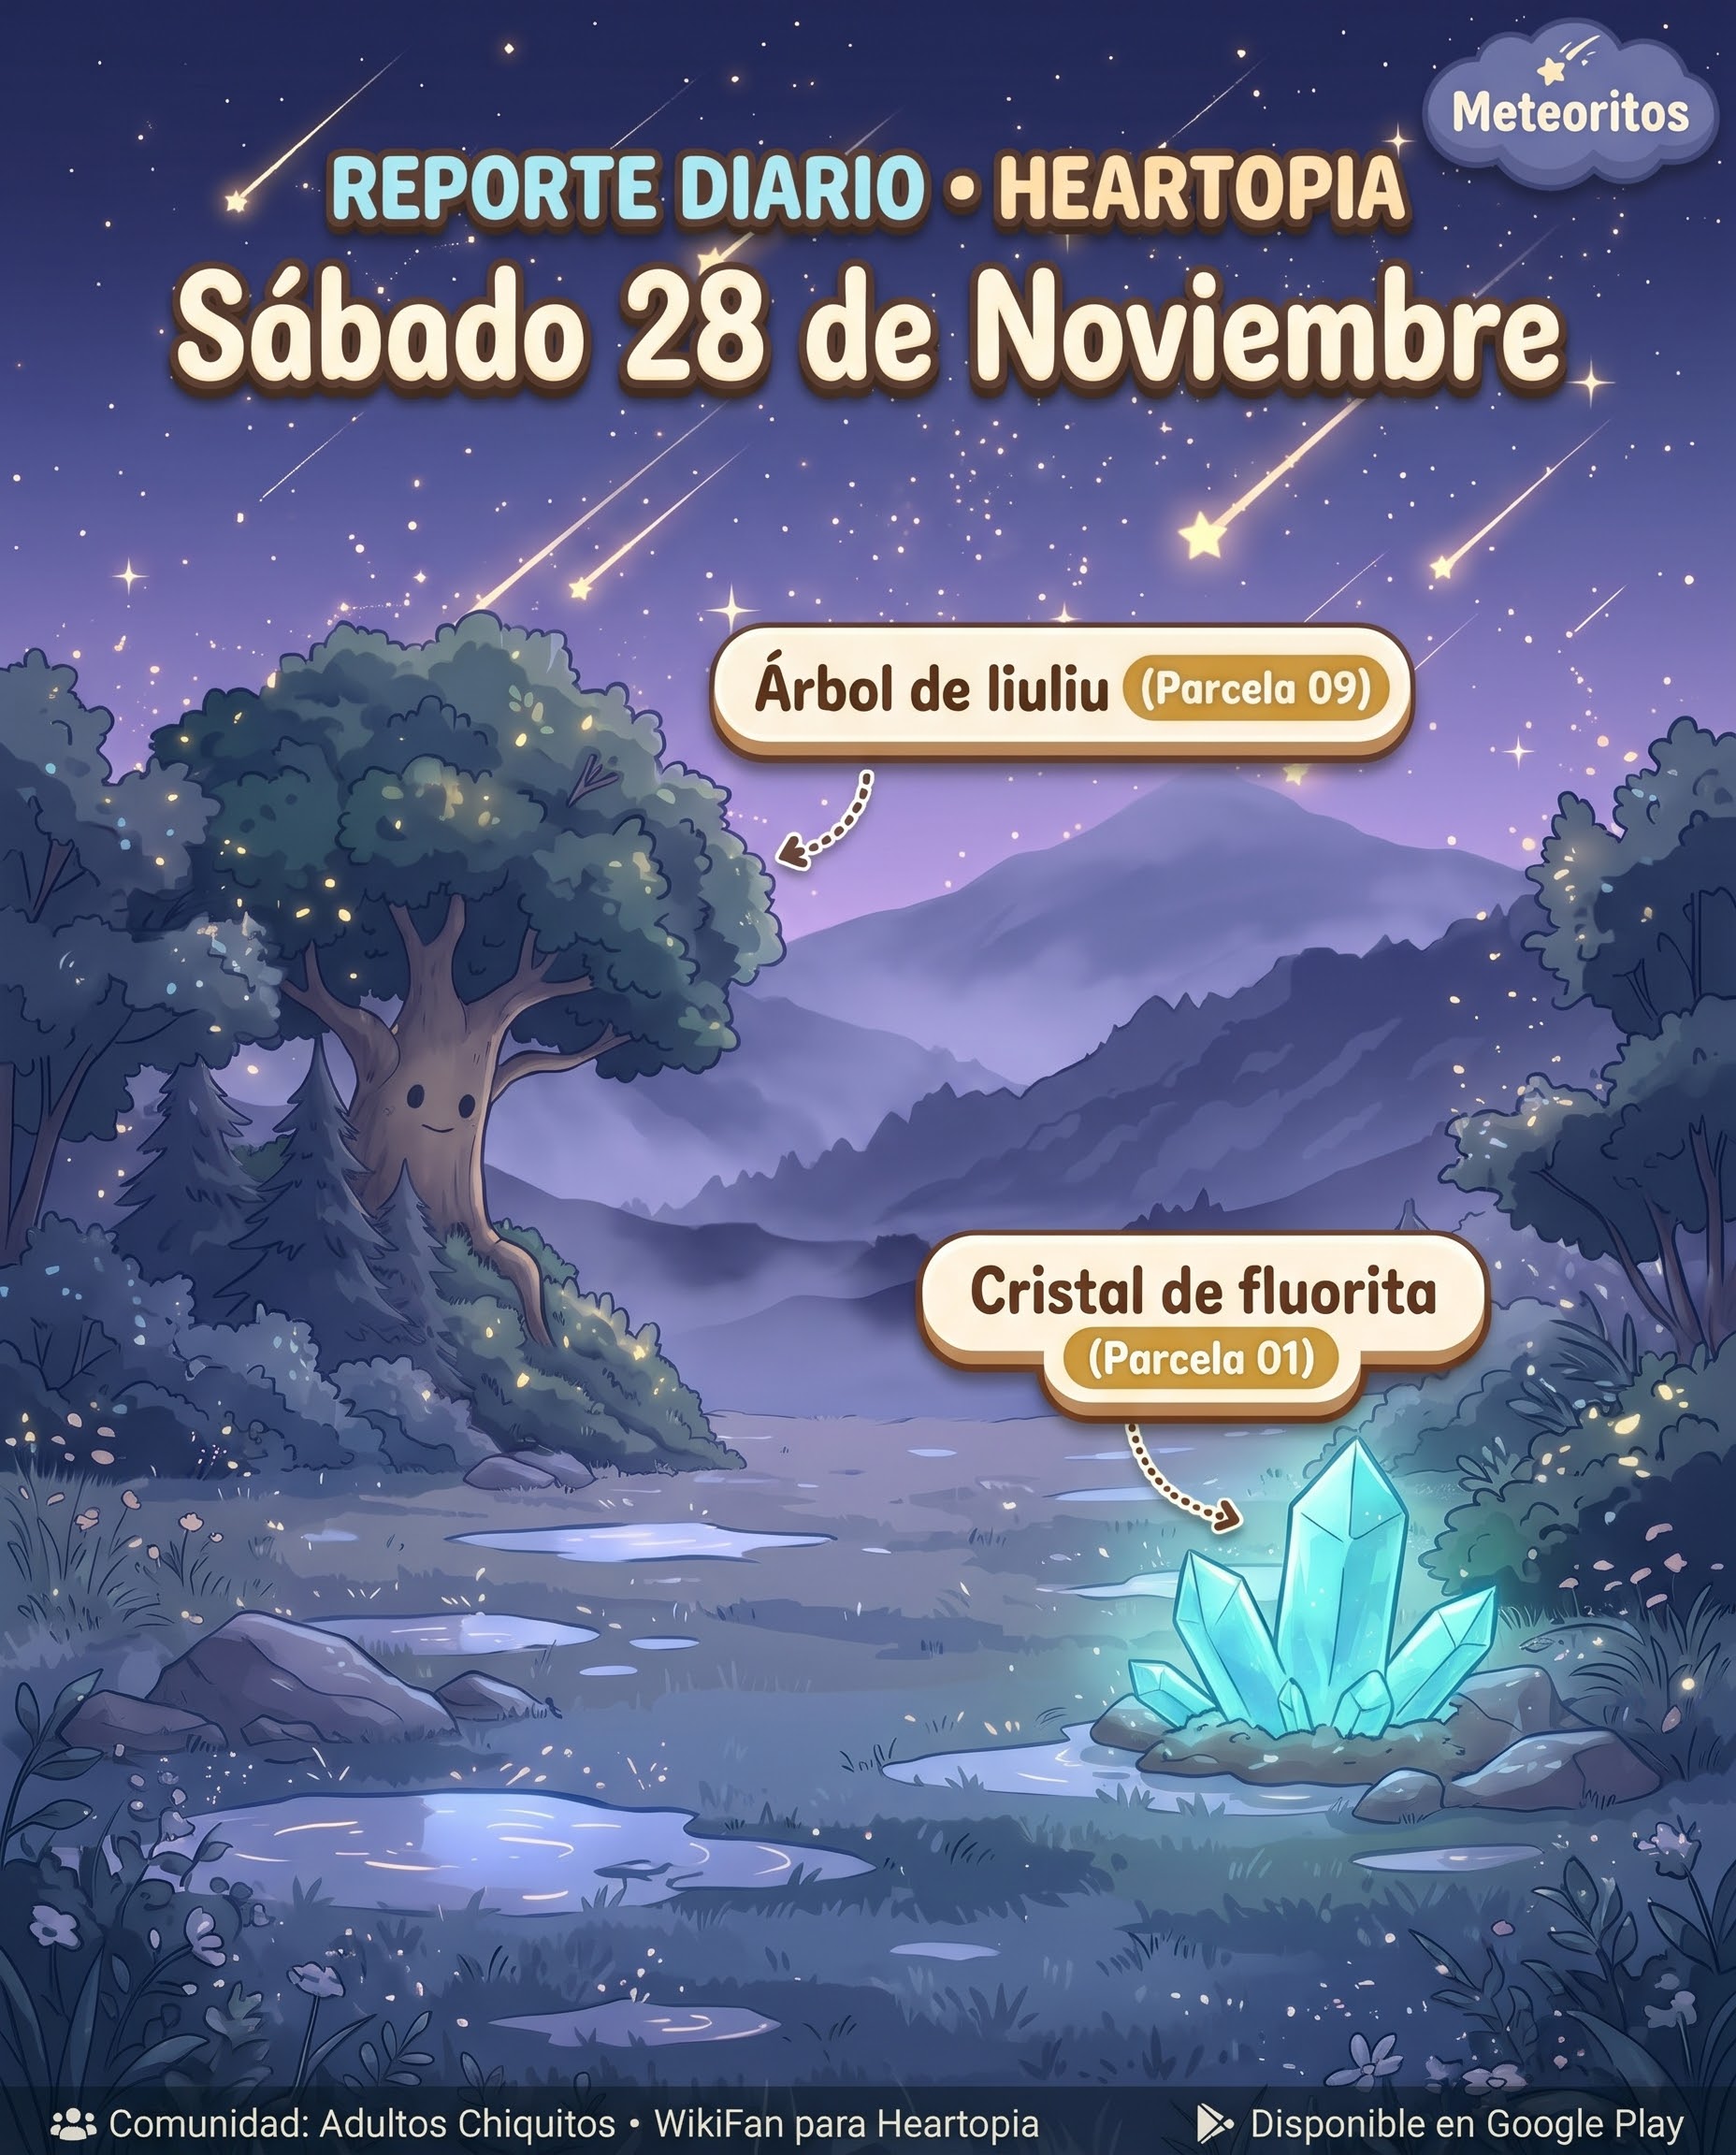 Meteoritos
REPORTE DIARIO • HEARTOPIA
Sábado 28 de Noviembre
Árbol de liuliu (Parcela 09)
Cristal de fluorita
(Parcela 01)
Comunidad: Adultos Chiquitos • WikiFan para Heartopia
Disponible en Google Play